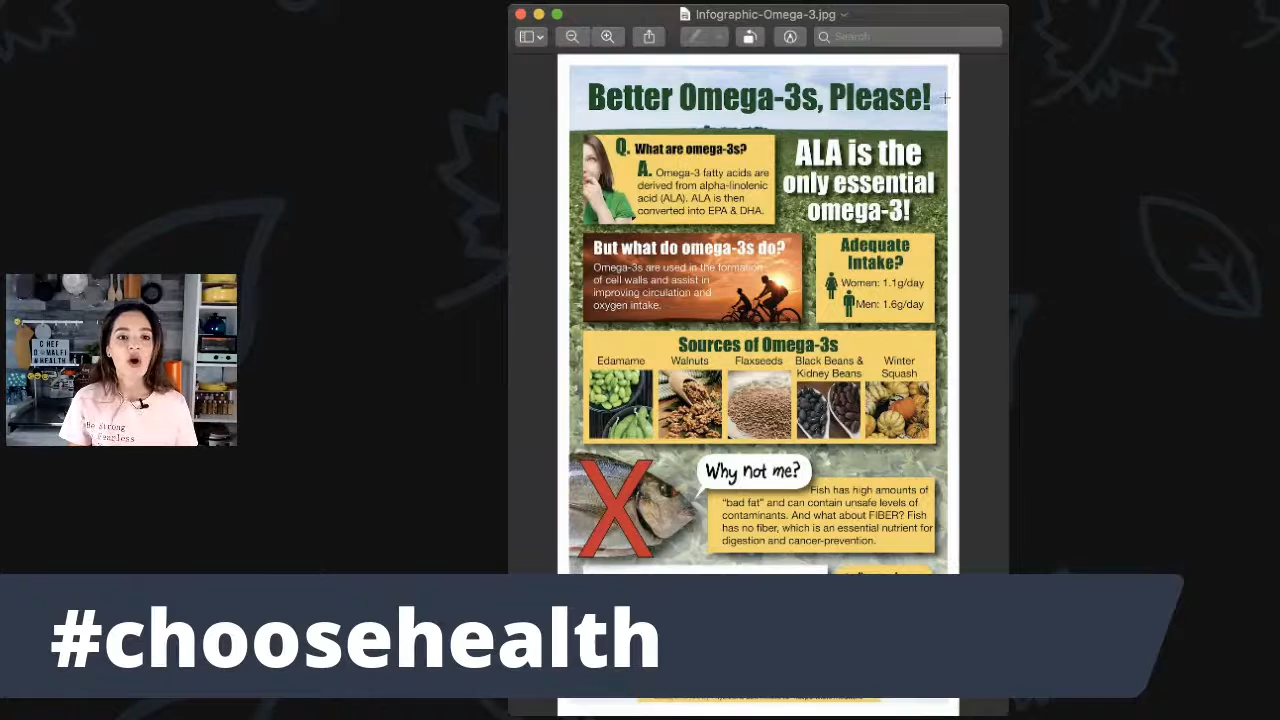 Infographic-Omega-3.jpg
Search
Better Omega-3s, Please!
Q. What are omega-3s?
A. Omega-3 fatty acids are
derived from alpha-linolenic
acid (ALA). ALA is then
converted into EPA & DHA.
ALA is the
only essential
omega-3!
But what do omega-3s do?
Omega-3s are used in the formation
of cell walls and assist in
improving circulation and
oxygen intake.
Adequate
Intake?
Women: 1.1g/day
Men: 1.6g/day
Sources of Omega-3s
Edamame
Walnuts
Flaxseeds
Black Beans &
Kidney Beans
Winter
Squash
Why not me?
Fish has high amounts of
"bad fat" and can contain unsafe levels of
contaminants. And what about FIBER? Fish
has no fiber, which is an essential nutrient for
digestion and cancer-prevention.
CHEF
HEALTH
Be Strong
Fearless
#choosehealth